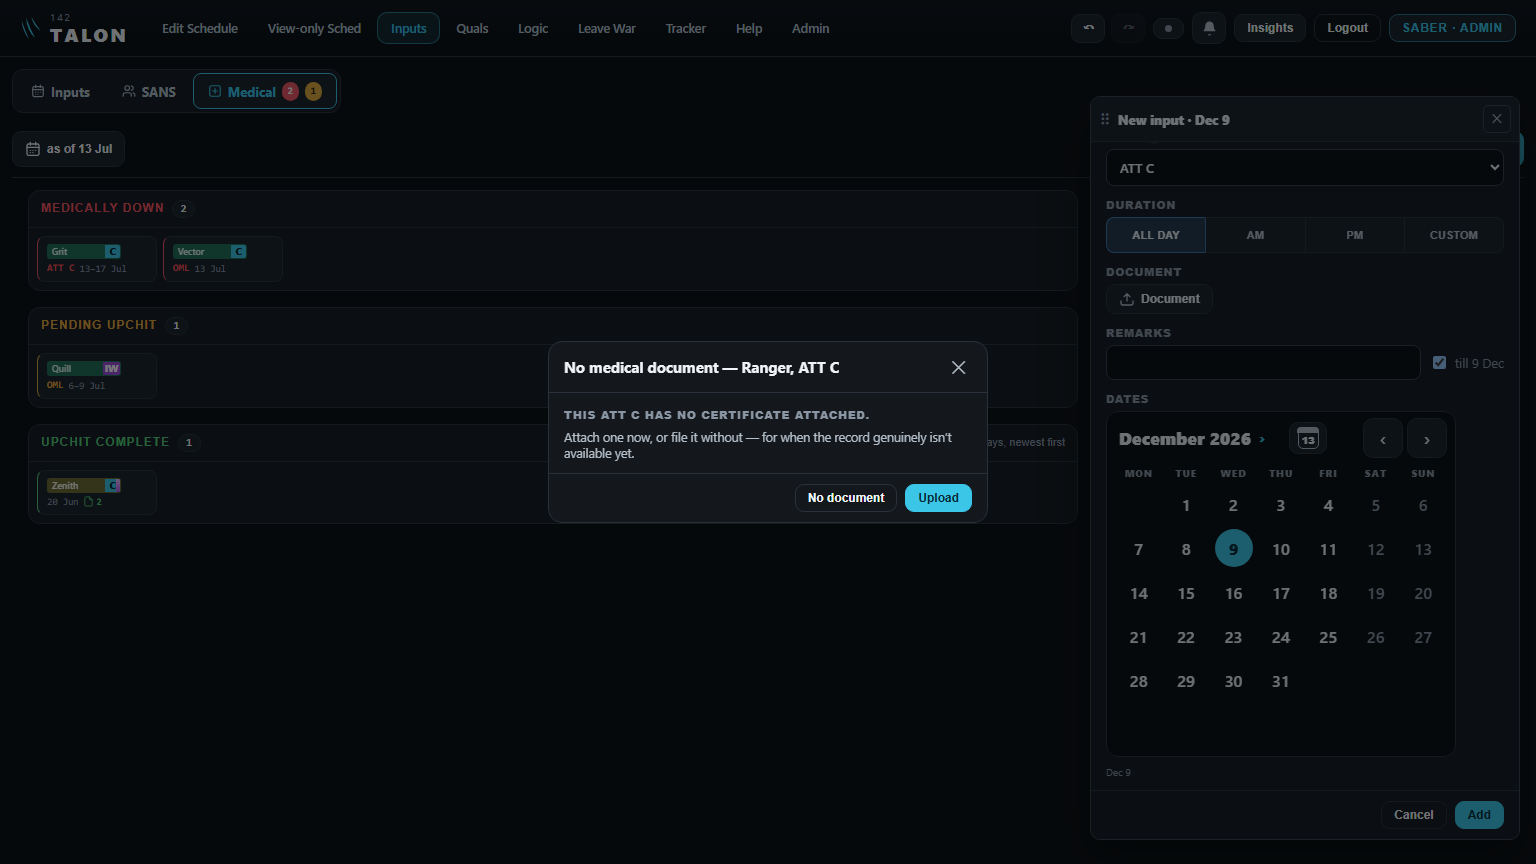 142
TALON
Edit Schedule
View-only Sched
Inputs
Quals
Logic
Leave War
Tracker
Help
Admin
Insights
Logout
SABER · ADMIN
Inputs
SANS
Medical 2 1
as of 13 Jul
MEDICALLY DOWN 2
Grit C
ATT C 13–17 Jul
Vector C
OML 13 Jul
PENDING UPCHIT 1
Quill IW
OML 6–9 Jul
UPCHIT COMPLETE 1
ays, newest first
Zenith C
20 Jun 2
No medical document — Ranger, ATT C
THIS ATT C HAS NO CERTIFICATE ATTACHED.
Attach one now, or file it without — for when the record genuinely isn't
available yet.
No document
Upload
New input · Dec 9
ATT C
DURATION
ALL DAY
AM
PM
CUSTOM
DOCUMENT
Document
REMARKS
till 9 Dec
DATES
December 2026 ›
13
‹ ›
MON TUE WED THU FRI SAT SUN
1 2 3 4 5 6
7 8 9 10 11 12 13
14 15 16 17 18 19 20
21 22 23 24 25 26 27
28 29 30 31
Dec 9
Cancel
Add